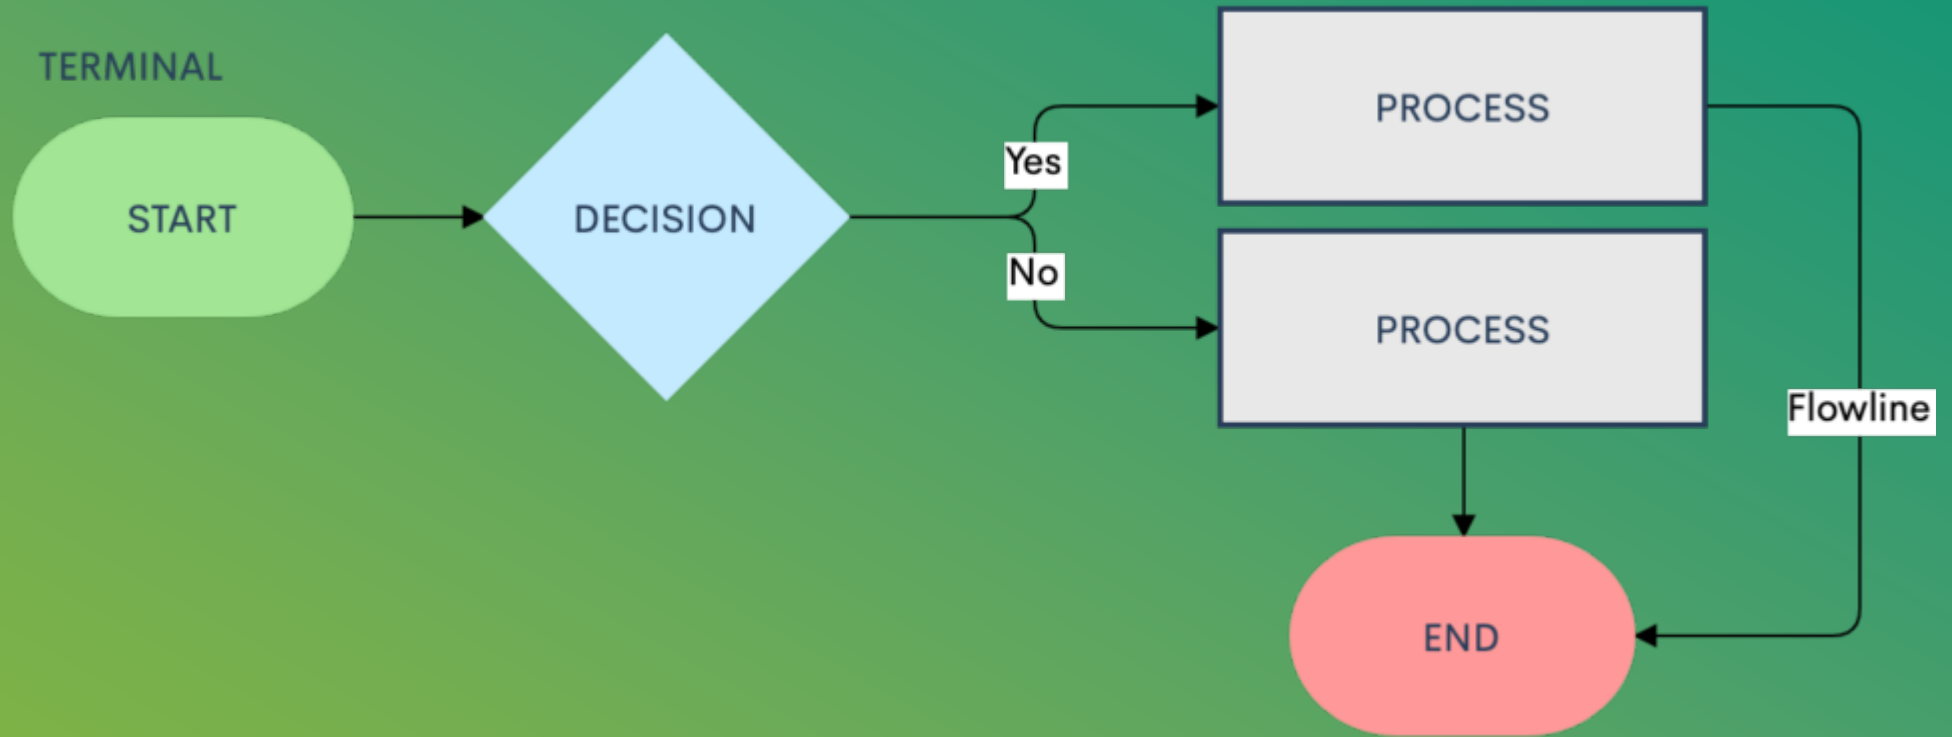 TERMINAL
START
DECISION
Yes
No
PROCESS
PROCESS
Flowline
END